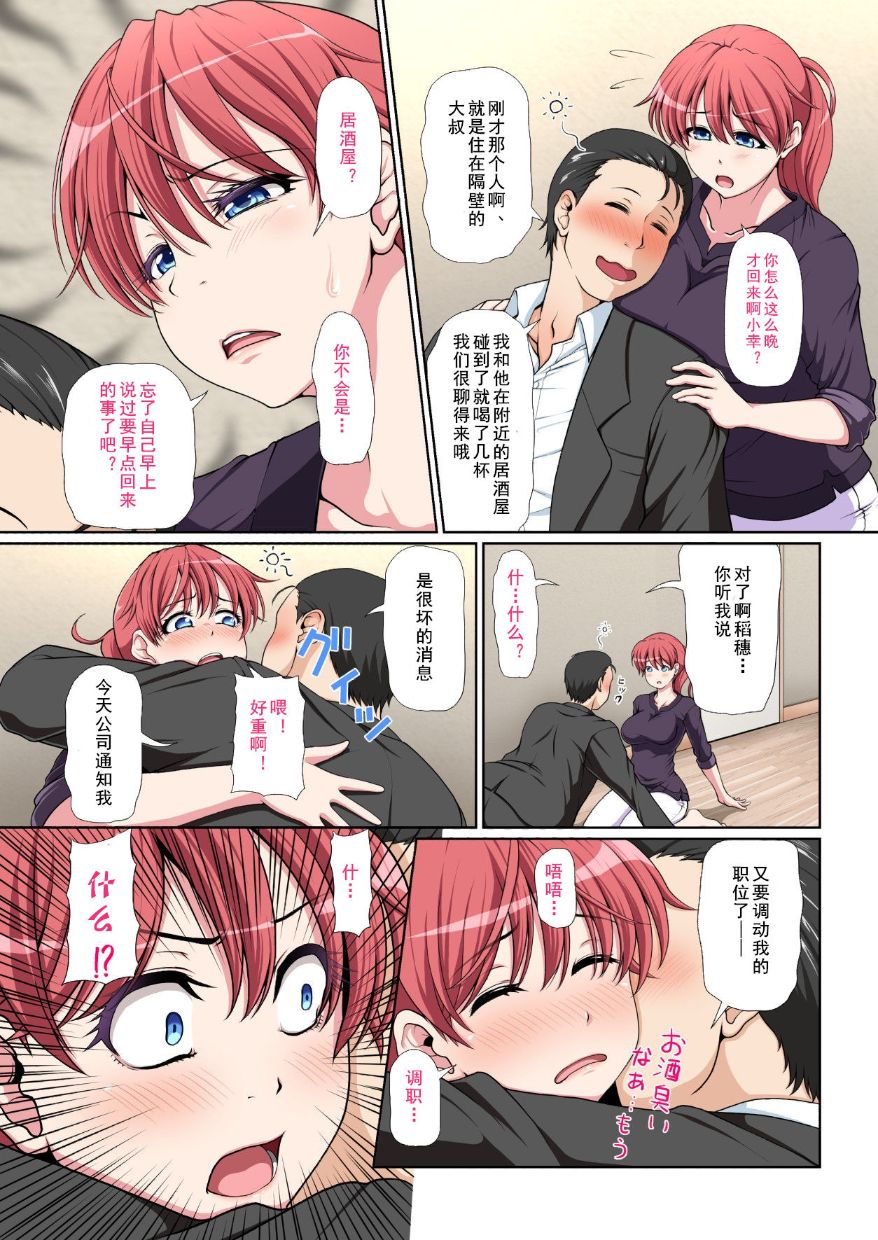 你怎么这么晚
才回来啊小幸？
刚才那个人啊、
就是住在隔壁的
大叔
我和他在附近的居酒屋
碰到了就喝了几杯
我们很聊得来哦
居酒屋？
你不会是…
忘了自己早上
说过要早点回来
的事了吧？
对了啊稻穗…
你听我说
ヒック
什…什么？
是很坏的消息
グイッ
喂！
好重啊！
今天公司通知我
又要调动我的
职位了——
唔唔…
お酒臭い
なぁ…もう
调职…
什…
什么!?